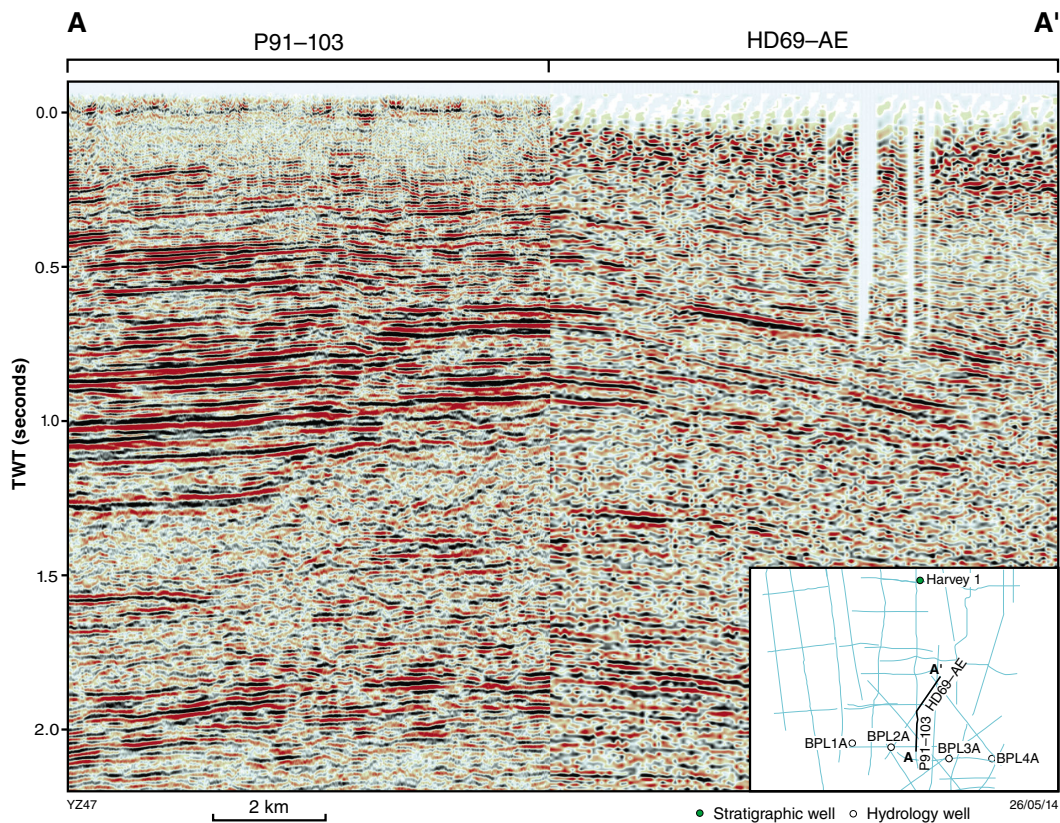 A A'
P91–103 HD69–AE
0.0
0.5
1.0
1.5
2.0
TWT (seconds)
Harvey 1
A'
HD69–AE
P91–103
BPL1A
BPL2A
A
BPL3A
BPL4A
YZ47
2 km
26/05/14
Stratigraphic well Hydrology well